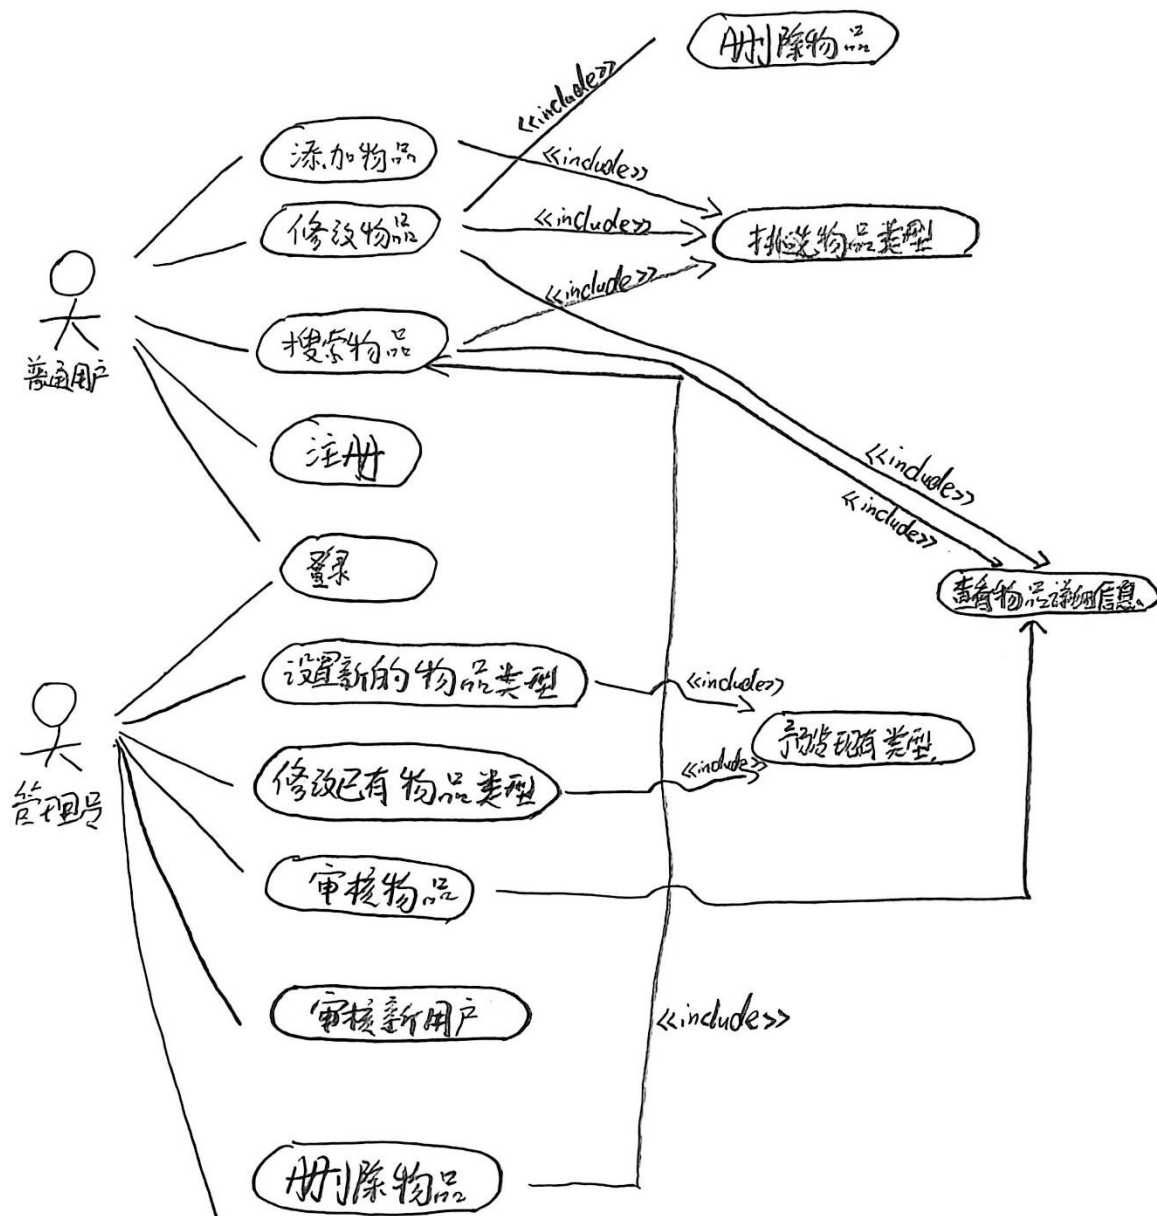 删除物品
<<include>>
添加物品
<<include>>
修改物品
<<include>>
挑选物品类型
<<include>>
搜索物品
普通用户
注册
<<include>>
<<include>>
登录
查看物品详细信息
设置新的物品类型
<<include>>
预览现有类型
修改已有物品类型
<<include>>
管理员
审核物品
审核新用户
<<include>>
删除物品